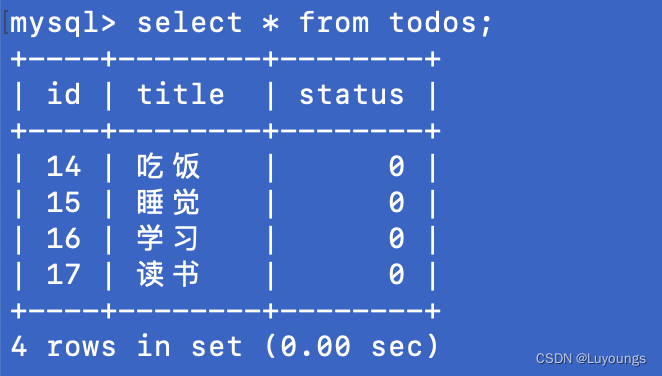 mysql> select * from todos;
+----+--------+--------+
| id | title  | status |
+----+--------+--------+
| 14 | 吃饭   |      0 |
| 15 | 睡觉   |      0 |
| 16 | 学习   |      0 |
| 17 | 读书   |      0 |
+----+--------+--------+
4 rows in set (0.00 sec)
CSDN @Luyoungs